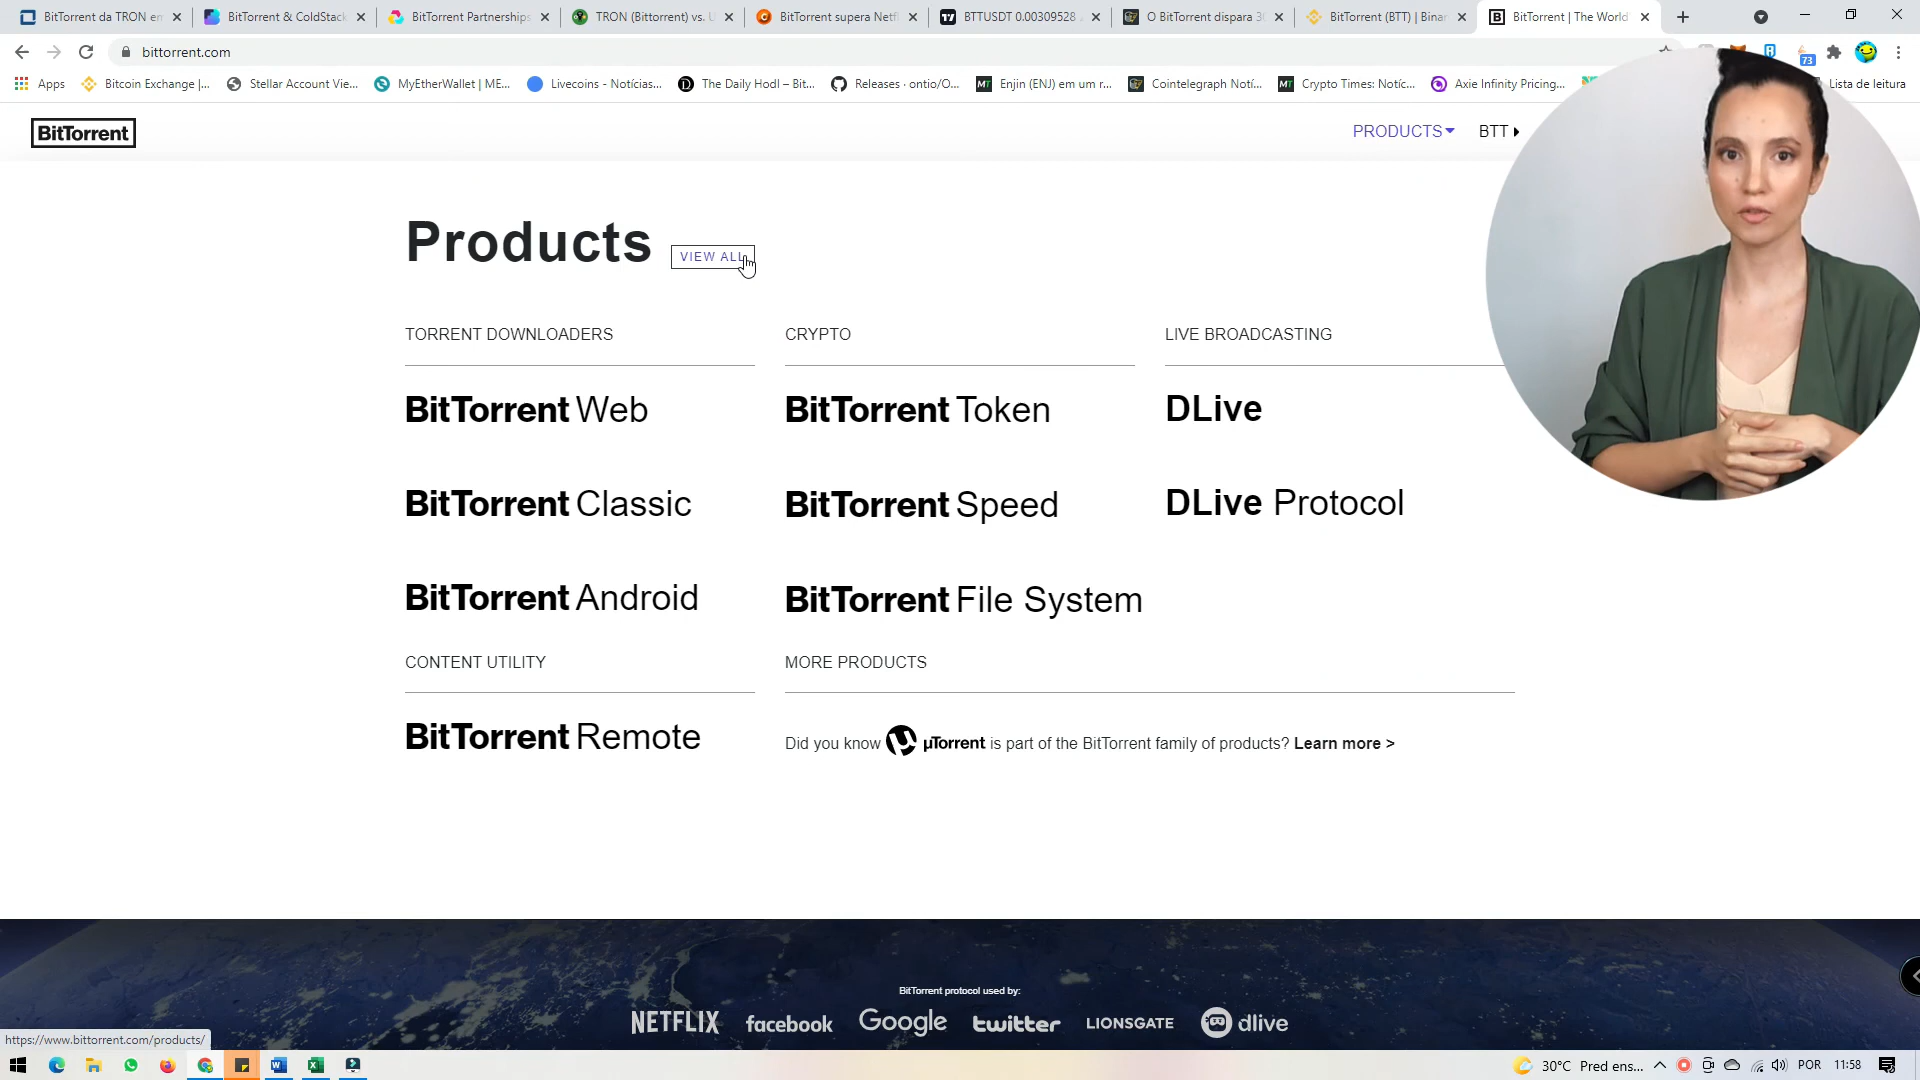 BitTorrent da TRON en
BitTorrent & ColdStack
BitTorrent Partnerships
TRON (Bittorrent) vs. U
BitTorrent supera Netfl
BTTUSDT 0.00309528
O BitTorrent dispara 30
BitTorrent (BTT) | Binan
BitTorrent | The World'
bittorrent.com
73
Apps
Bitcoin Exchange |...
Stellar Account Vie...
MyEtherWallet | ME...
Livecoins - Notícias...
The Daily Hodl – Bit...
Releases · ontio/O...
Enjin (ENJ) em um r...
Cointelegraph Notí...
Crypto Times: Notíc...
Axie Infinity Pricing...
Lista de leitura
BitTorrent
PRODUCTS
BTT
Products
VIEW ALL
TORRENT DOWNLOADERS
CRYPTO
LIVE BROADCASTING
BitTorrent Web
BitTorrent Token
DLive
BitTorrent Classic
BitTorrent Speed
DLive Protocol
BitTorrent Android
BitTorrent File System
CONTENT UTILITY
MORE PRODUCTS
BitTorrent Remote
Did you know µTorrent is part of the BitTorrent family of products? Learn more >
BitTorrent protocol used by:
NETFLIX
facebook
Google
twitter
LIONSGATE
dlive
https://www.bittorrent.com/products/
30°C Pred ens...
POR
11:58